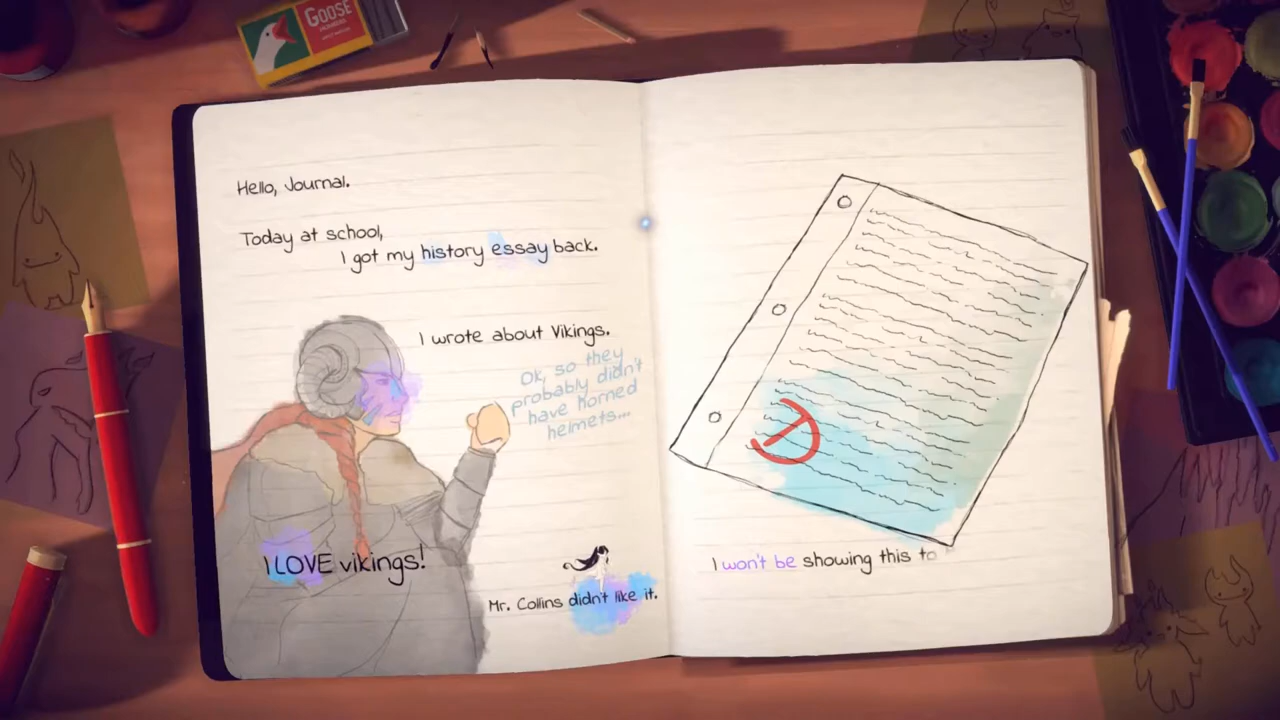 GOOSE
Hello, Journal.
Today at school,
I got my history essay back.
I wrote about Vikings.
Ok, so they
probably didn't
have horned
helmets...
I LOVE vikings!
Mr. Collins didn't like it.
D
I won't be showing this to